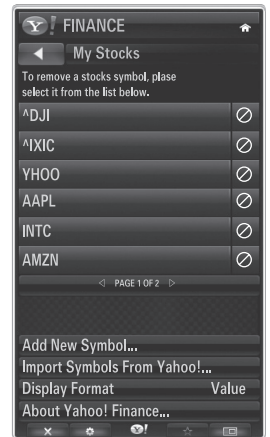 Y! FINANCE
My Stocks
To remove a stocks symbol, plase
select it from the list below.
^DJI
^IXIC
YHOO
AAPL
INTC
AMZN
PAGE 1 OF 2
Add New Symbol...
Import Symbols From Yahoo!...
Display Format Value
About Yahoo! Finance...
Y!